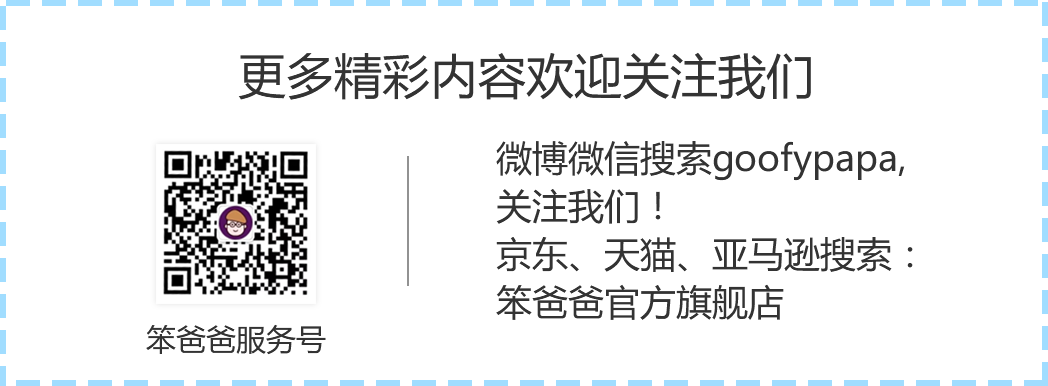 更多精彩内容欢迎关注我们
微博微信搜索goofypapa,
关注我们！
京东、天猫、亚马逊搜索：
笨爸爸官方旗舰店
笨爸爸服务号